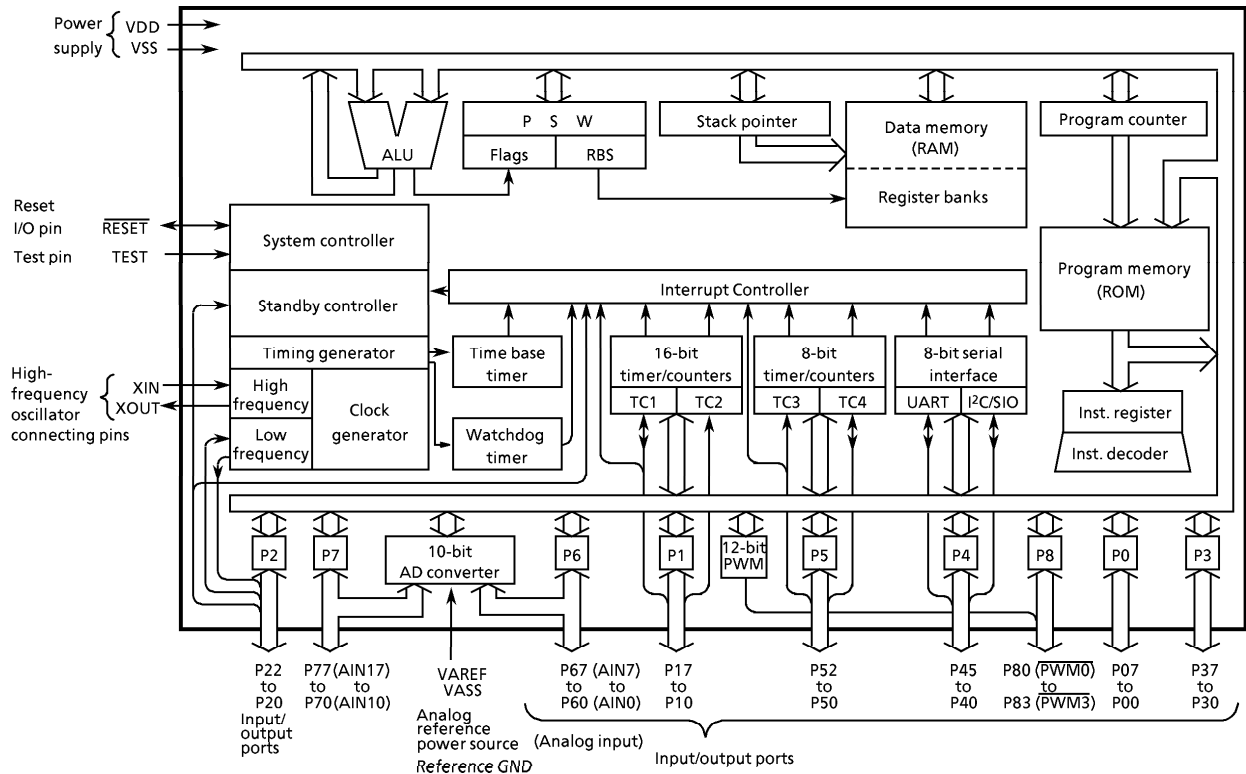 Power
supply
VDD
VSS
P S W
Stack pointer
Data memory
(RAM)
Program counter
ALU
Flags
RBS
Register banks
Reset
I/O pin
RESET
Test pin
TEST
System controller
Standby controller
Interrupt Controller
Program memory
(ROM)
Timing generator
Time base
timer
16-bit
timer/counters
TC1
TC2
8-bit
timer/counters
TC3
TC4
8-bit serial
interface
UART
I²C/SIO
High-
frequency
oscillator
connecting pins
XIN
XOUT
High
frequency
Low
frequency
Clock
generator
Watchdog
timer
Inst. register
Inst. decoder
P2
P7
10-bit
AD converter
P6
P1
12-bit
PWM
P5
P4
P8
P0
P3
P22
to
P20
Input/
output
ports
P77 (AIN17)
to to
P70 (AIN10)
VAREF
VASS
Analog
reference
power source
Reference GND
P67 (AIN7)
to to
P60 (AIN0)
(Analog input)
P17
to
P10
P52
to
P50
P45
to
P40
P80 (PWM0)
to
P83 (PWM3)
P07
to
P00
P37
to
P30
Input/output ports